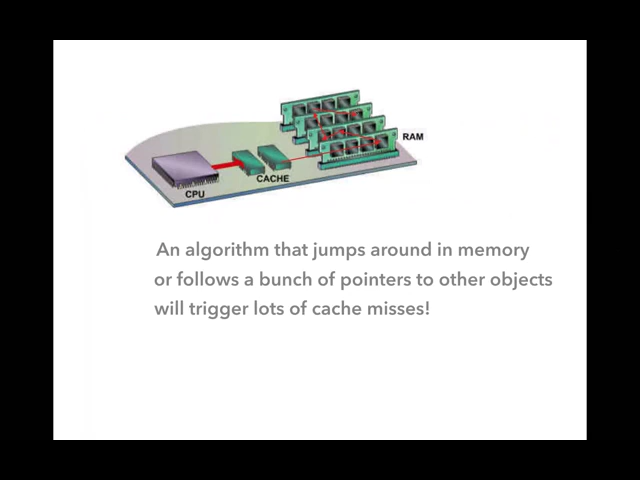 RAM
CACHE
CPU
An algorithm that jumps around in memory
or follows a bunch of pointers to other objects
will trigger lots of cache misses!